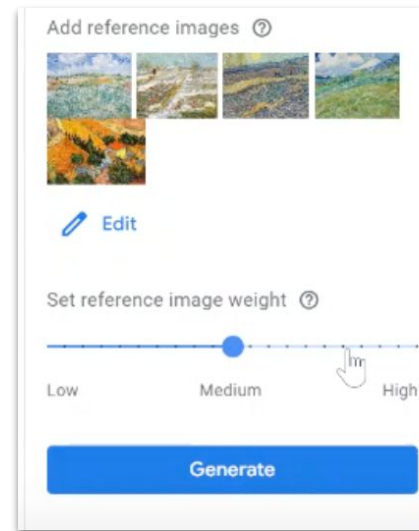 Add reference images
Edit
Set reference image weight
Low Medium High
Generate